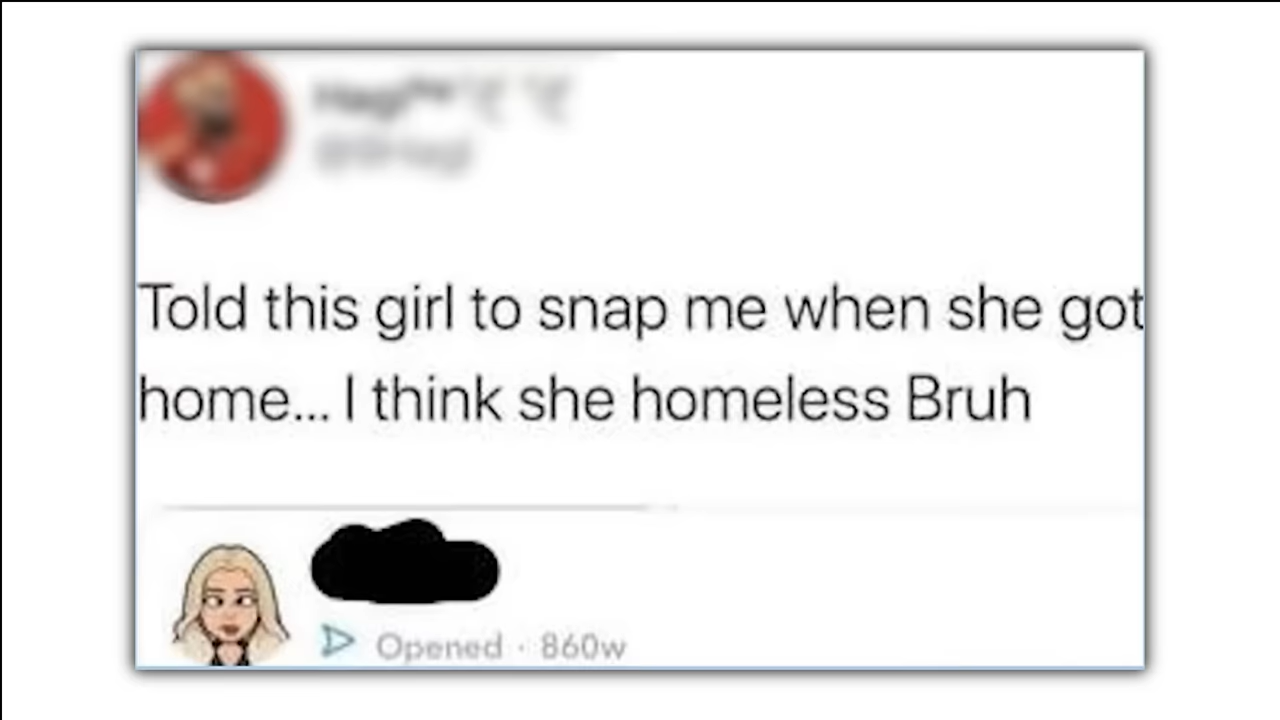 Told this girl to snap me when she got
home... I think she homeless Bruh
Opened · 860w